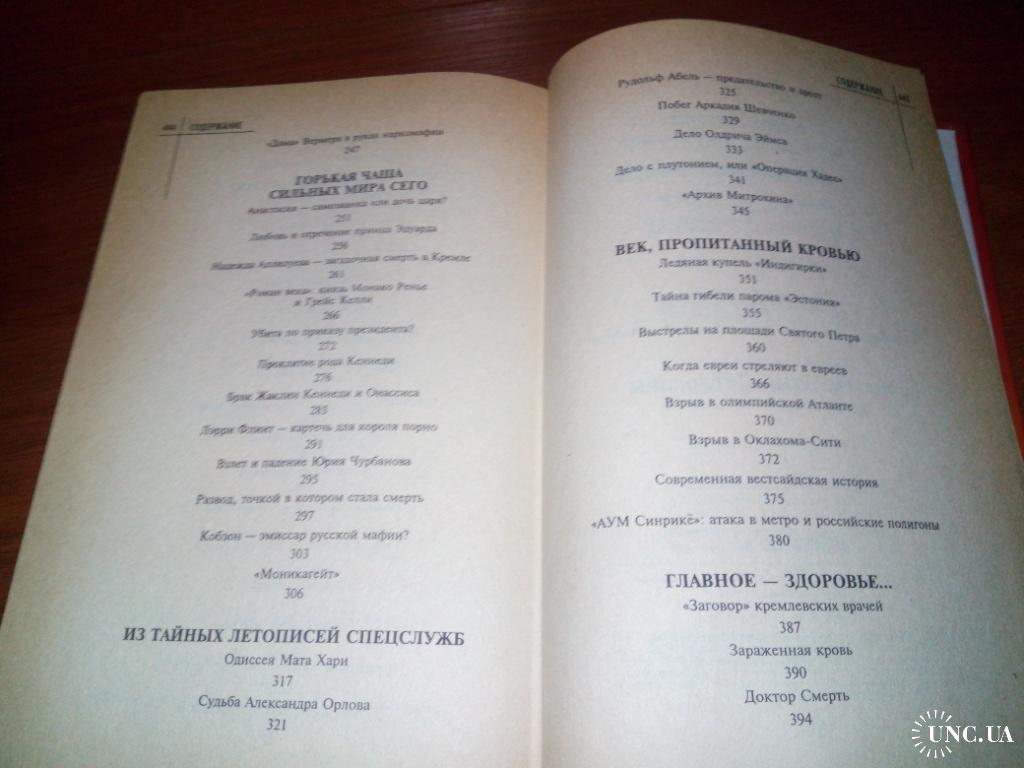 440 СОДЕРЖАНИЕ
«Дама» Вермера в руках наркомафии
247
ГОРЬКАЯ ЧАША
СИЛЬНЫХ МИРА СЕГО
Анастасия — самозванка или дочь царя?
251
Любовь и отречение принца Эдуарда
256
Надежда Аллилуева — загадочная смерть в Кремле
261
«Роман века»: князь Монако Ренье
и Грейс Келли
266
Убита по приказу президента?
272
Проклятие рода Кеннеди
276
Брак Жаклин Кеннеди и Онассиса
285
Лэрри Флинт — картечь для короля порно
291
Взлет и падение Юрия Чурбанова
295
Развод, точкой в котором стала смерть
297
Кобзон — эмиссар русской мафии?
303
«Моникагейт»
306
ИЗ ТАЙНЫХ ЛЕТОПИСЕЙ СПЕЦСЛУЖБ
Одиссея Мата Хари
317
Судьба Александра Орлова
321
СОДЕРЖАНИЕ 441
Рудольф Абель — предательство и арест
325
Побег Аркадия Шевченко
329
Дело Олдрича Эймса
333
Дело с плутонием, или «Операция Хадес»
341
«Архив Митрохина»
345
ВЕК, ПРОПИТАННЫЙ КРОВЬЮ
Ледяная купель «Индигирки»
351
Тайна гибели парома «Эстония»
355
Выстрелы на площади Святого Петра
360
Когда евреи стреляют в евреев
366
Взрыв в олимпийской Атланте
370
Взрыв в Оклахома-Сити
372
Современная вестсайдская история
375
«АУМ Синрикё»: атака в метро и российские полигоны
380
ГЛАВНОЕ — ЗДОРОВЬЕ...
«Заговор» кремлевских врачей
387
Зараженная кровь
390
Доктор Смерть
394
UNC.UA